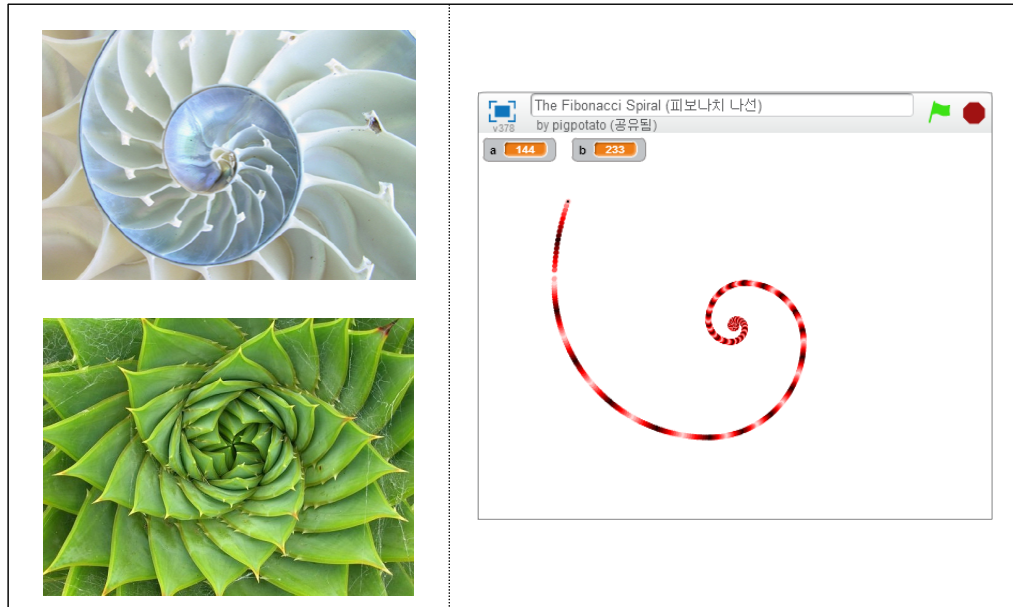 The Fibonacci Spiral (피보나치 나선)
v378
by pigpotato (공유됨)
a 144
b 233